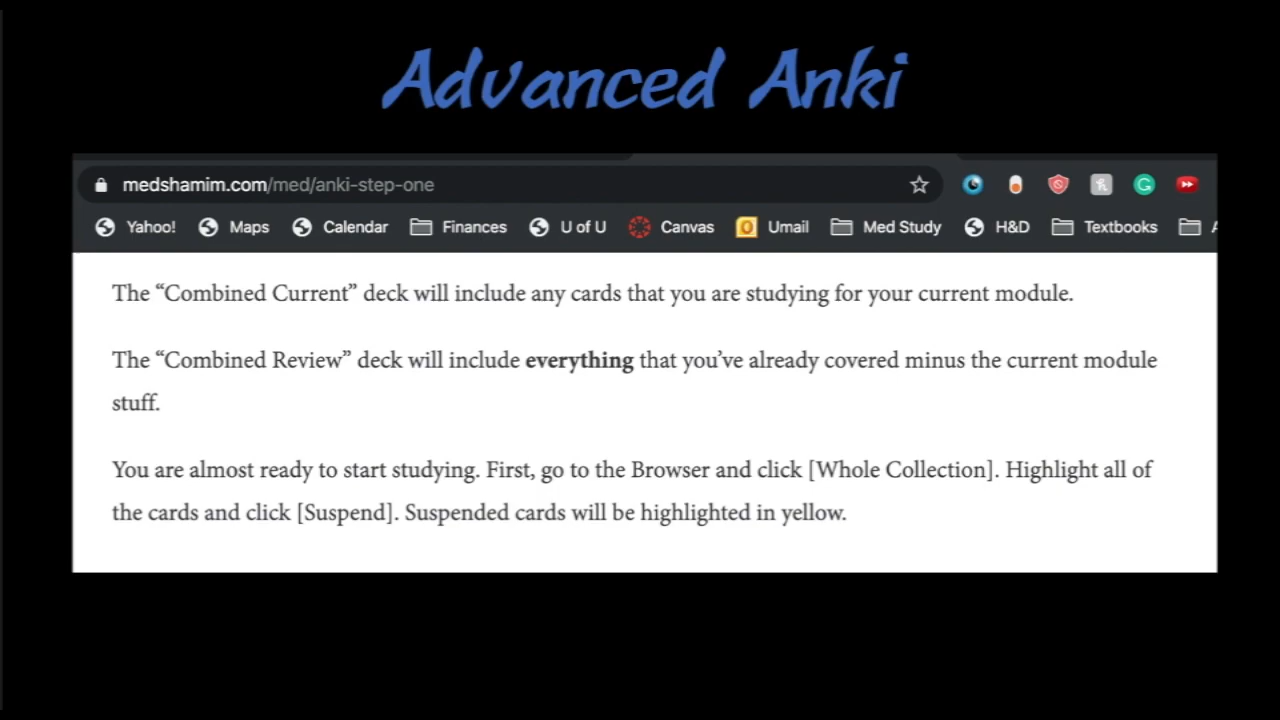 Advanced Anki
medshamim.com/med/anki-step-one
Yahoo! Maps Calendar Finances U of U Canvas Umail Med Study H&D Textbooks
The “Combined Current” deck will include any cards that you are studying for your current module.
The “Combined Review” deck will include everything that you’ve already covered minus the current module
stuff.
You are almost ready to start studying. First, go to the Browser and click [Whole Collection]. Highlight all of
the cards and click [Suspend]. Suspended cards will be highlighted in yellow.